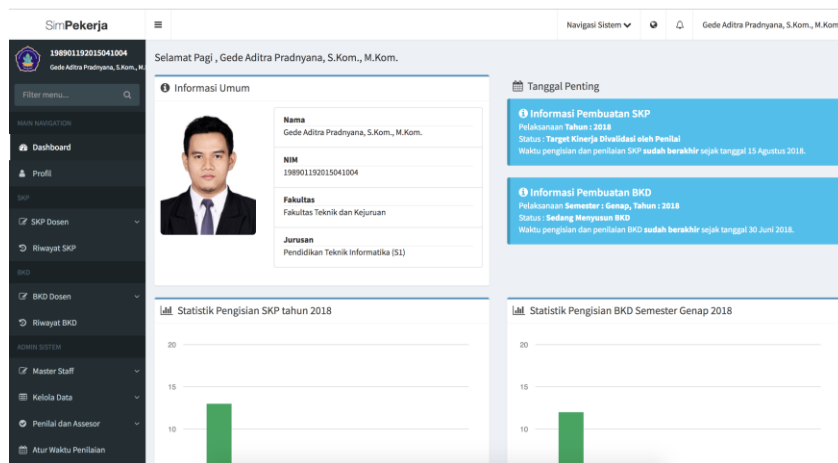 SimPekerja
Navigasi Sistem
Gede Aditra Pradnyana, S.Kom., M.Kom
198901192015041004
Gede Aditra Pradnyana, S.Kom., M.
Filter menu...
MAIN NAVIGATION
Dashboard
Profil
SKP
SKP Dosen
Riwayat SKP
BKD
BKD Dosen
Riwayat BKD
ADMIN SISTEM
Master Staff
Kelola Data
Penilai dan Assesor
Atur Waktu Penilaian
Selamat Pagi , Gede Aditra Pradnyana, S.Kom., M.Kom.
Informasi Umum
Nama
Gede Aditra Pradnyana, S.Kom., M.Kom.
NIM
198901192015041004
Fakultas
Fakultas Teknik dan Kejuruan
Jurusan
Pendidikan Teknik Informatika (S1)
Tanggal Penting
Informasi Pembuatan SKP
Pelaksanaan Tahun : 2018
Status : Target Kinerja Divalidasi oleh Penilai
Waktu pengisian dan penilaian SKP sudah berakhir sejak tanggal 15 Agustus 2018.
Informasi Pembuatan BKD
Pelaksanaan Semester : Genap, Tahun : 2018
Status : Sedang Menyusun BKD
Waktu pengisian dan penilaian BKD sudah berakhir sejak tanggal 30 Juni 2018.
Statistik Pengisian SKP tahun 2018
20
15
10
Statistik Pengisian BKD Semester Genap 2018
20
15
10